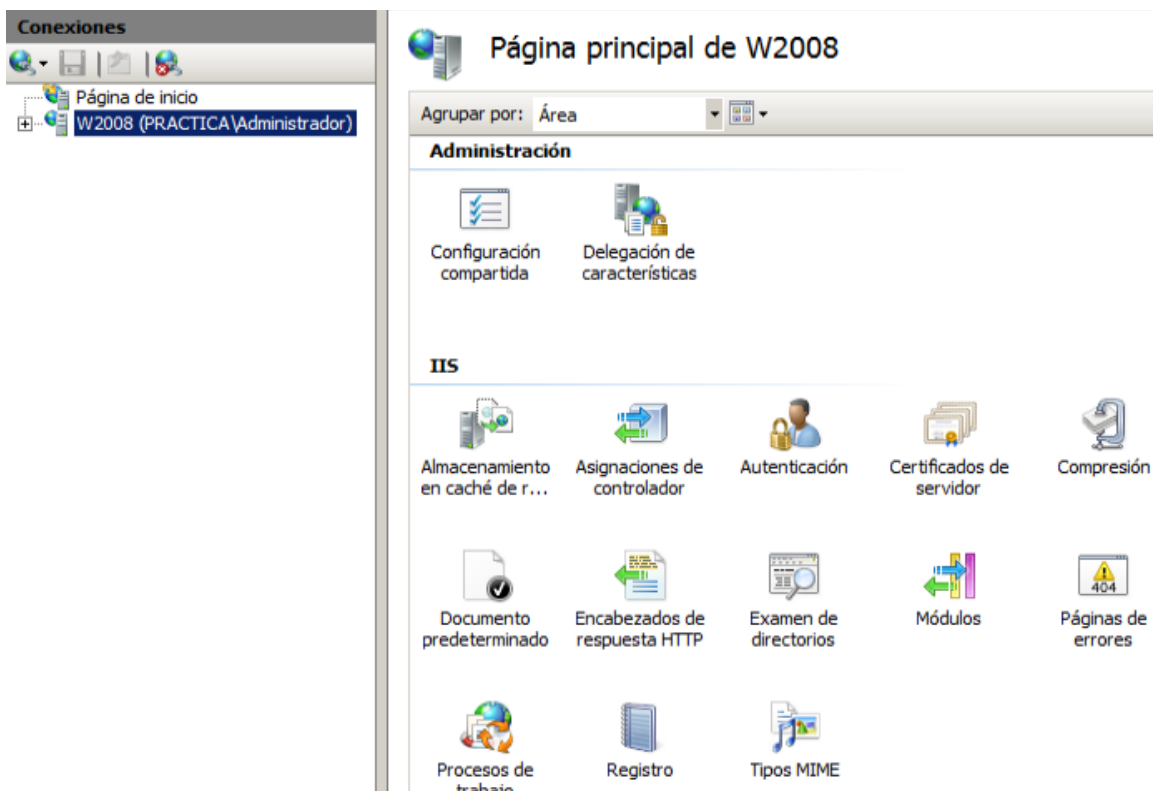 Conexiones
Página de inicio
W2008 (PRACTICA\Administrador)
Página principal de W2008
Agrupar por: Área
Administración
Configuración compartida
Delegación de características
IIS
Almacenamiento en caché de r...
Asignaciones de controlador
Autenticación
Certificados de servidor
Compresión
Documento predeterminado
Encabezados de respuesta HTTP
Examen de directorios
Módulos
404
Páginas de errores
Procesos de trabajo
Registro
Tipos MIME